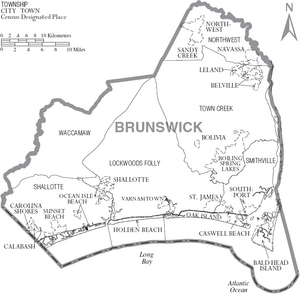 TOWNSHIP
CITY TOWN
Census Designated Place
0 2 4 6 8 10 Kilometers
0 2 4 6 8 10 Miles
N
NORTH-
WEST
NORTHWEST
SANDY
CREEK
NAVASSA
LELAND
BELVILLE
TOWN CREEK
WACCAMAW
BRUNSWICK
BOLIVIA
LOCKWOODS FOLLY
BOILING
SPRING
LAKES
SMITHVILLE
SHALLOTTE
SHALLOTTE
OCEAN ISLE
BEACH
VARNAMTOWN
ST. JAMES
SOUTH-
PORT
CAROLINA
SHORES
SUNSET
BEACH
OAK ISLAND
CALABASH
HOLDEN BEACH
CASWELL BEACH
BALD HEAD
ISLAND
Long
Bay
Atlantic
Ocean